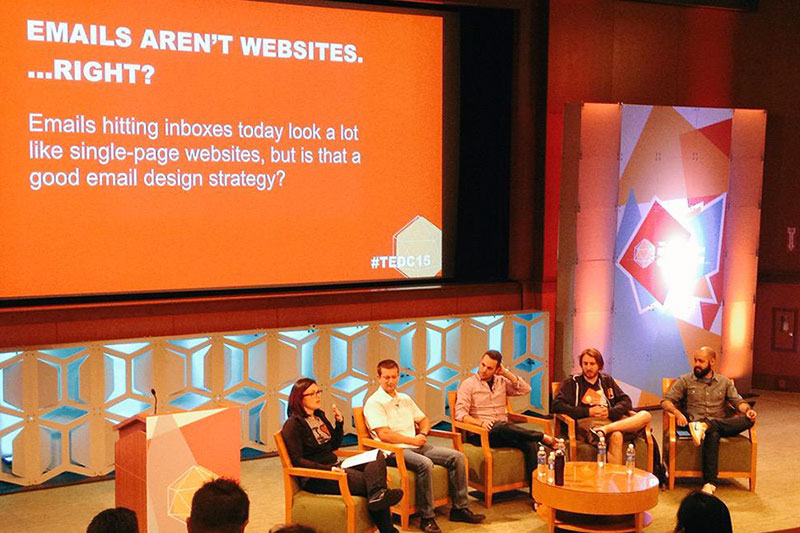 EMAILS AREN'T WEBSITES.
...RIGHT?
Emails hitting inboxes today look a lot
like single-page websites, but is that a
good email design strategy?
#TEDC15